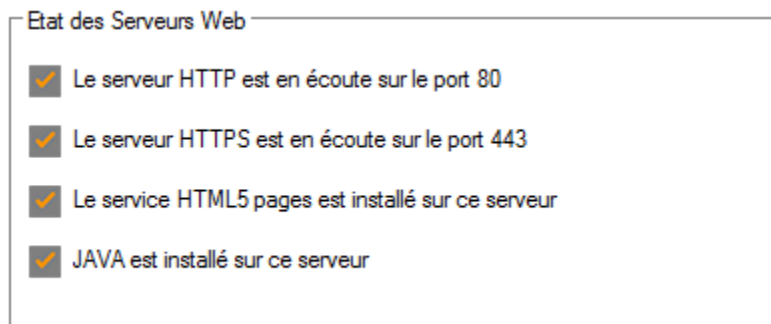 Etat des Serveurs Web
Le serveur HTTP est en écoute sur le port 80
Le serveur HTTPS est en écoute sur le port 443
Le service HTML5 pages est installé sur ce serveur
JAVA est installé sur ce serveur